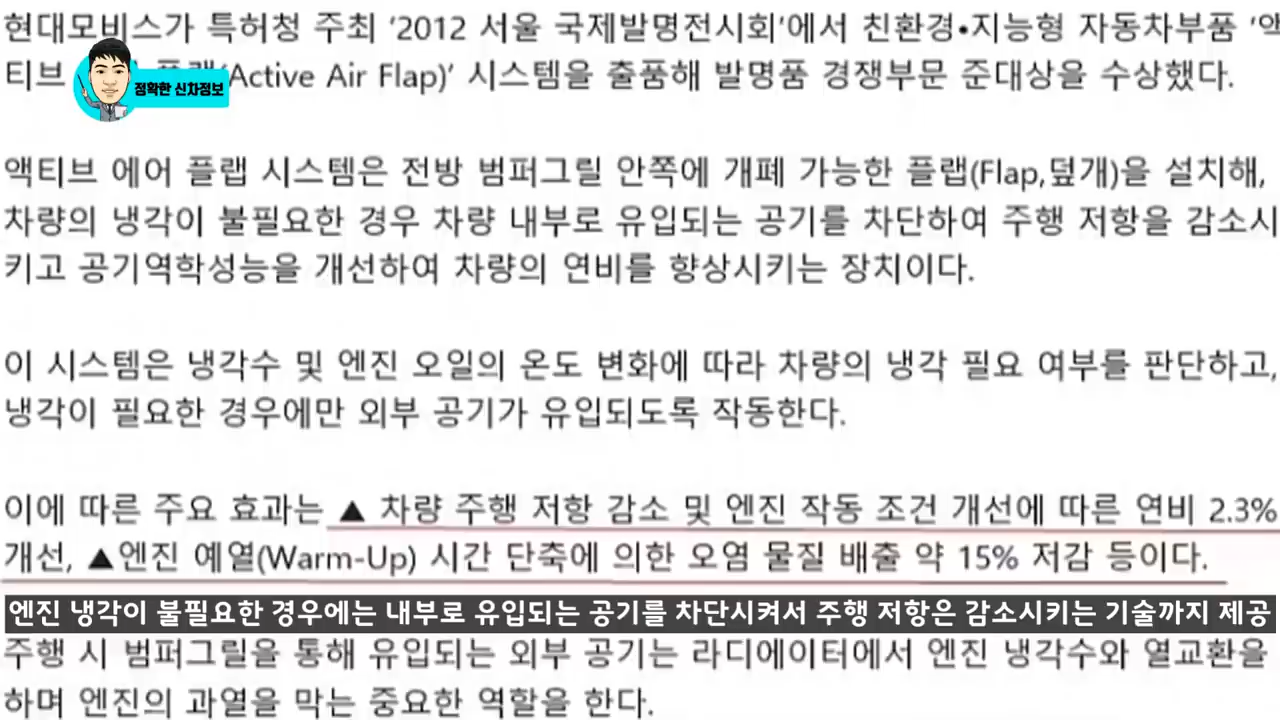 현대모비스가 특허청 주최 '2012 서울 국제발명전시회'에서 친환경•지능형 자동차부품 '액
티브 플랩(Active Air Flap)' 시스템을 출품해 발명품 경쟁부문 준대상을 수상했다.
정확한 신차정보
액티브 에어 플랩 시스템은 전방 범퍼그릴 안쪽에 개폐 가능한 플랩(Flap,덮개)을 설치해,
차량의 냉각이 불필요한 경우 차량 내부로 유입되는 공기를 차단하여 주행 저항을 감소시
키고 공기역학성능을 개선하여 차량의 연비를 향상시키는 장치이다.
이 시스템은 냉각수 및 엔진 오일의 온도 변화에 따라 차량의 냉각 필요 여부를 판단하고,
냉각이 필요한 경우에만 외부 공기가 유입되도록 작동한다.
이에 따른 주요 효과는 ▲ 차량 주행 저항 감소 및 엔진 작동 조건 개선에 따른 연비 2.3%
개선, ▲엔진 예열(Warm-Up) 시간 단축에 의한 오염 물질 배출 약 15% 저감 등이다.
엔진 냉각이 불필요한 경우에는 내부로 유입되는 공기를 차단시켜서 주행 저항은 감소시키는 기술까지 제공
주행 시 범퍼그릴을 통해 유입되는 외부 공기는 라디에이터에서 엔진 냉각수와 열교환을
하며 엔진의 과열을 막는 중요한 역할을 한다.